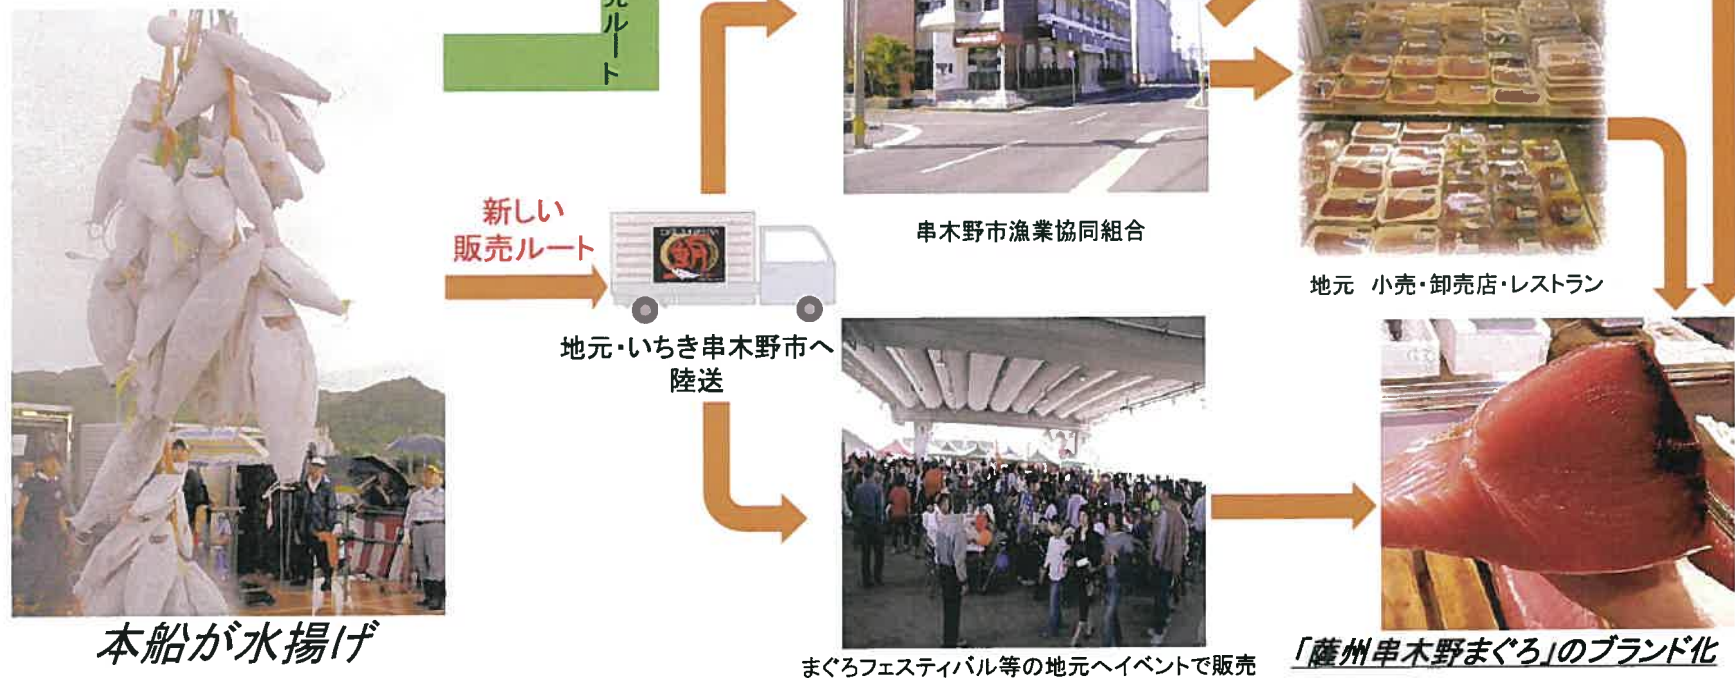 売ルート
新しい
販売ルート
串木野市漁業協同組合
地元　小売・卸売店・レストラン
地元・いちき串木野市へ
陸送
本船が水揚げ
まぐろフェスティバル等の地元へイベントで販売
「薩州串木野まぐろ」のブランド化